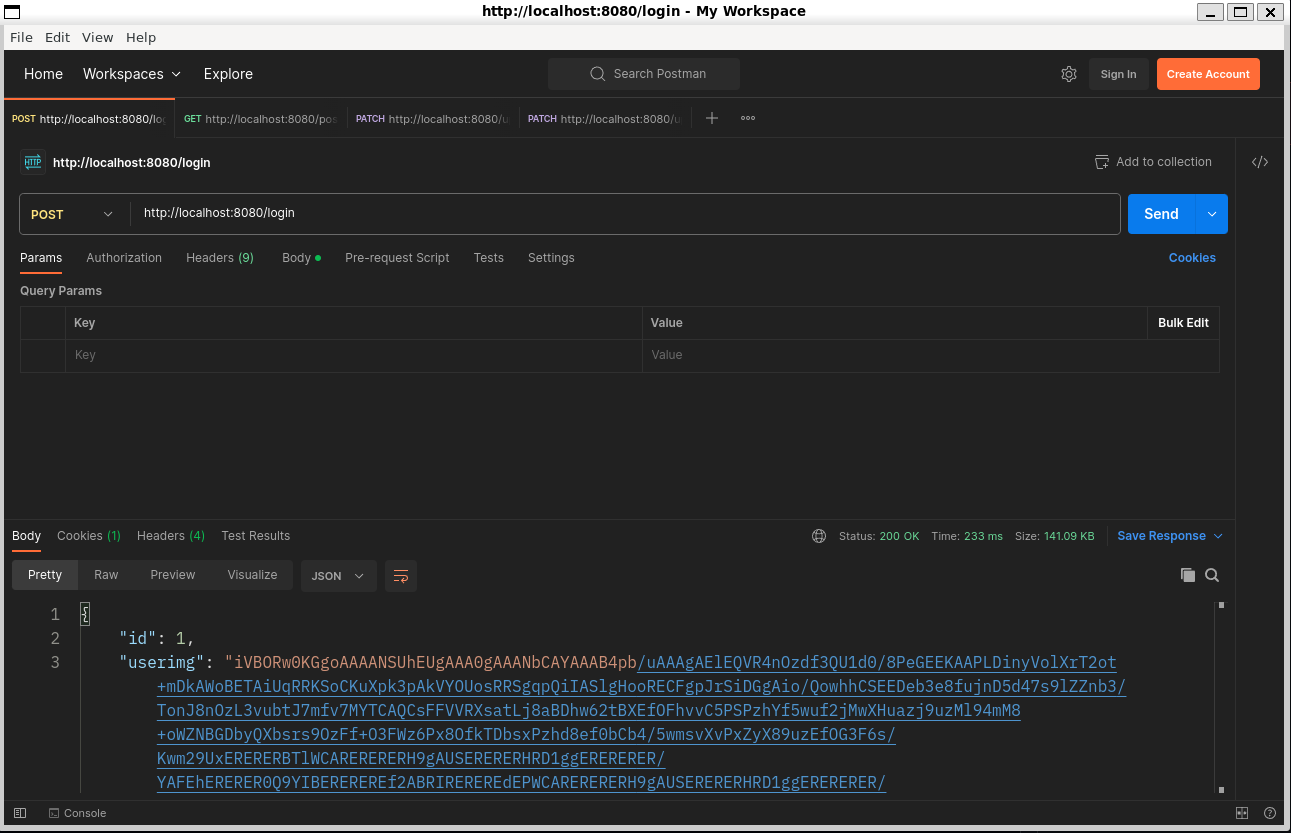 http://localhost:8080/login - My Workspace
File Edit View Help
Home Workspaces Explore Search Postman Sign In Create Account
POST http://localhost:8080/lo GET http://localhost:8080/pos PATCH http://localhost:8080/u PATCH http://localhost:8080/u
HTTP http://localhost:8080/login Add to collection </>
POST http://localhost:8080/login Send
Params Authorization Headers (9) Body Pre-request Script Tests Settings Cookies
Query Params
Key Value Bulk Edit
Key Value
Body Cookies (1) Headers (4) Test Results Status: 200 OK Time: 233 ms Size: 141.09 KB Save Response
Pretty Raw Preview Visualize JSON
1 {
2 "id": 1,
3 "userimg": "iVBORw0KGgoAAAANSUhEUgAAA0gAAANbCAYAAAB4pb/uAAAgAElEQVR4nOzdf3QU1d0/8PeGEEKAAPLDinyVolXrT2ot
+mDkAWoBETAiUqRRKSoCKuXpk3pAkVYOUosRRSgqpQiIASlgHooRECFgpJrSiDGgAio/QowhhCSEEDeb3e8fujnD5d47s9lZZnb3/
TonJ8nOzL3vubtJ7mfv7MYTCAQCsFFVVRXsatLj8aBDhw62tBXEfOFhvvC5PSPzhYf5wuf2jMwXHuazj9uzMl94mM8
+oWZNBGDbyQXbsrs9OzFf+O3FWz6Px8OfkTDbsxPzhd8ef0bCb4/5wmsvXvPxZyX89uzEfOG3F6s/
Kwm29UxERERERBTlWCARERERERH9gAUSERERERHRD1ggERERERER/
YAFEhERERER0Q9YIBERERERERERf2ABRIREREREdEPWCARERERERH9gAUSERERERHRD1ggERERERER/
Console